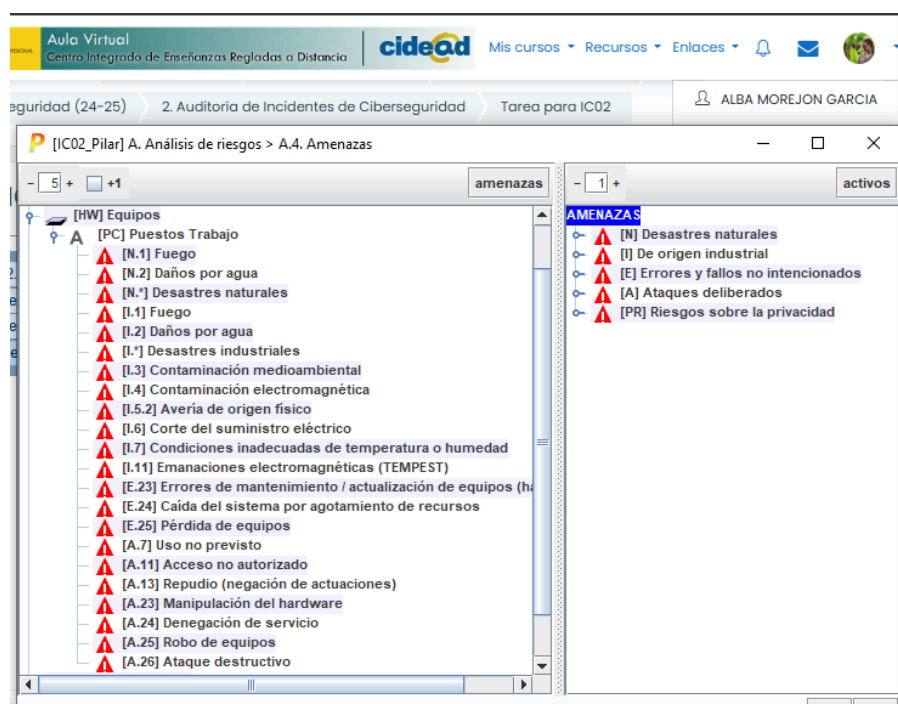 Aula Virtual
Centro Integrado de Enseñanzas Regladas a Distancia
cidead
Mis cursos Recursos Enlaces
eguridad (24-25) 2. Auditoría de Incidentes de Ciberseguridad Tarea para IC02
ALBA MOREJON GARCIA
[IC02_Pilar] A. Análisis de riesgos > A.4. Amenazas
- 5 + +1 amenazas
[HW] Equipos
[PC] Puestos Trabajo
[N.1] Fuego
[N.2] Daños por agua
[N.*] Desastres naturales
[I.1] Fuego
[I.2] Daños por agua
[I.*] Desastres industriales
[I.3] Contaminación medioambiental
[I.4] Contaminación electromagnética
[I.5.2] Avería de origen físico
[I.6] Corte del suministro eléctrico
[I.7] Condiciones inadecuadas de temperatura o humedad
[I.11] Emanaciones electromagnéticas (TEMPEST)
[E.23] Errores de mantenimiento / actualización de equipos (ha
[E.24] Caída del sistema por agotamiento de recursos
[E.25] Pérdida de equipos
[A.7] Uso no previsto
[A.11] Acceso no autorizado
[A.13] Repudio (negación de actuaciones)
[A.23] Manipulación del hardware
[A.24] Denegación de servicio
[A.25] Robo de equipos
[A.26] Ataque destructivo
- 1 + activos
AMENAZAS
[N] Desastres naturales
[I] De origen industrial
[E] Errores y fallos no intencionados
[A] Ataques deliberados
[PR] Riesgos sobre la privacidad